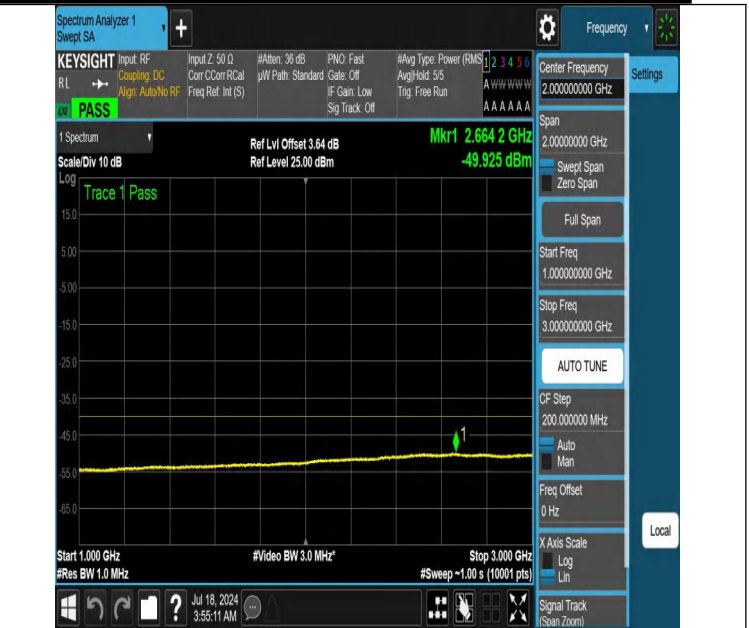 Spectrum Analyzer 1
Swept SA
+
Frequency
KEYSIGHT
RL
LXI
PASS
Input: RF
Coupling: DC
Align: Auto/No RF
Input Z: 50 Ω
Corr CCorr RCal
Freq Ref: Int (S)
#Atten: 36 dB
µW Path: Standard
PNO: Fast
Gate: Off
IF Gain: Low
Sig Track: Off
#Avg Type: Power (RMS
Avg|Hold: 5/5
Trig: Free Run
1 2 3 4 5 6
A W W W W W
A A A A A A
1 Spectrum
Scale/Div 10 dB
Ref Lvl Offset 3.64 dB
Ref Level 25.00 dBm
Mkr1 2.664 2 GHz
-49.925 dBm
Log
Trace 1 Pass
15.0
5.00
-5.00
-15.0
-25.0
-35.0
-45.0
-55.0
-65.0
1
Start 1.000 GHz
#Res BW 1.0 MHz
#Video BW 3.0 MHz*
Stop 3.000 GHz
#Sweep ~1.00 s (10001 pts)
?
Jul 18, 2024
3:55:11 AM
Center Frequency
2.000000000 GHz
Settings
Span
2.00000000 GHz
Swept Span
Zero Span
Full Span
Start Freq
1.000000000 GHz
Stop Freq
3.000000000 GHz
AUTO TUNE
CF Step
200.000000 MHz
Auto
Man
Freq Offset
0 Hz
X Axis Scale
Log
Lin
Local
Signal Track
(Span Zoom)